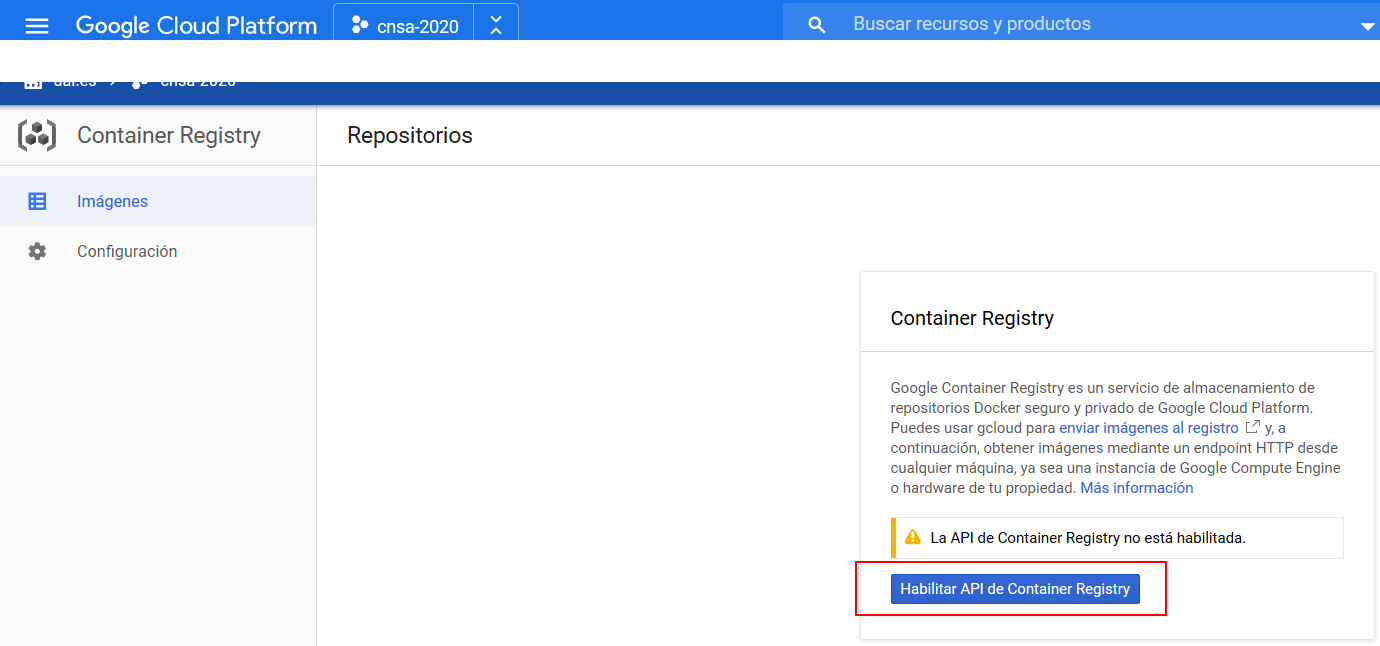 Google Cloud Platform
cnsa-2020
Buscar recursos y productos
cnsa-2020
Container Registry
Repositorios
Imágenes
Configuración
Container Registry
Google Container Registry es un servicio de almacenamiento de
repositorios Docker seguro y privado de Google Cloud Platform.
Puedes usar gcloud para enviar imágenes al registro y, a
continuación, obtener imágenes mediante un endpoint HTTP desde
cualquier máquina, ya sea una instancia de Google Compute Engine
o hardware de tu propiedad. Más información
La API de Container Registry no está habilitada.
Habilitar API de Container Registry